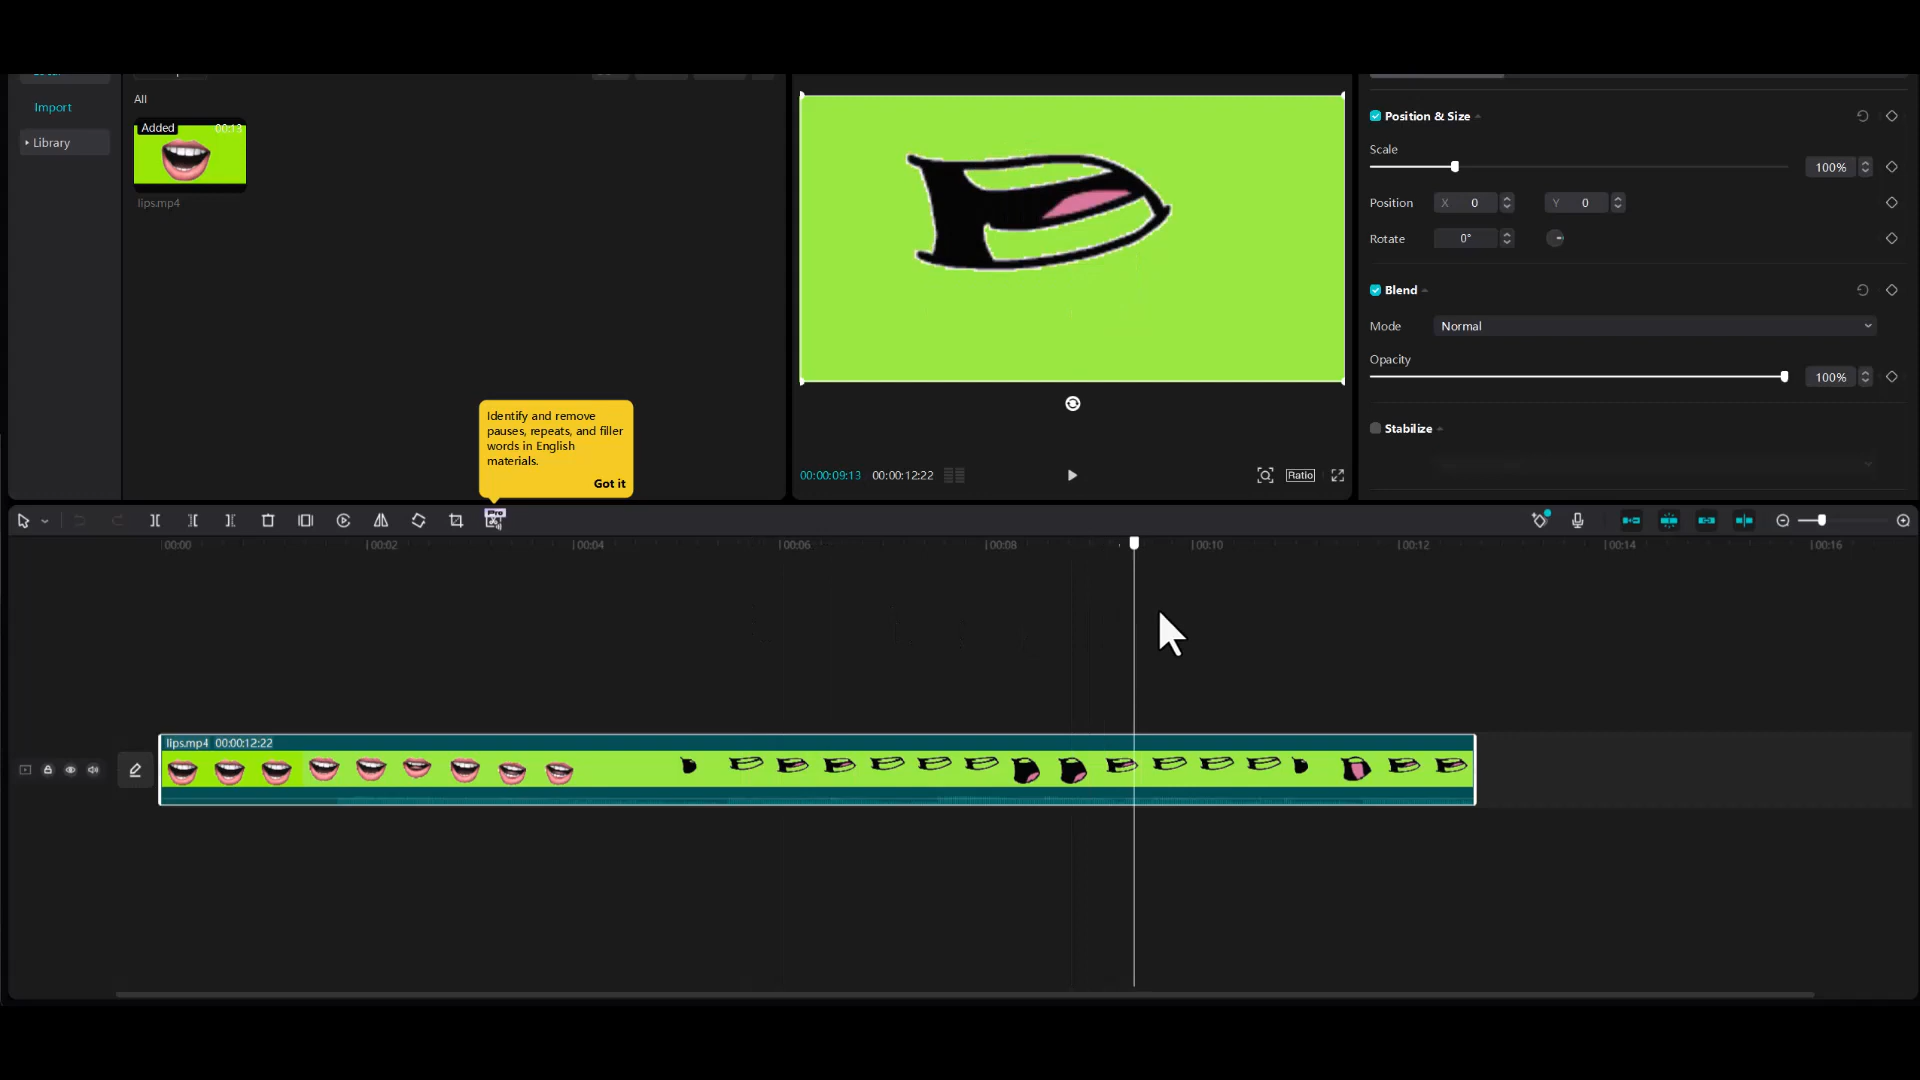 Import
All
Position & Size
Added 00:13
Library
Scale
100%
lips.mp4
Position X 0 Y 0
Rotate 0°
Blend
Mode Normal
Opacity
100%
Identify and remove
pauses, repeats, and filler
words in English
materials.
Got it
Stabilize
00:00:09:13 00:00:12:22
Ratio
Pro
00:00 00:02 00:04 00:06 00:08 00:10 00:12 00:14 00:16
lips.mp4 00:00:12:22